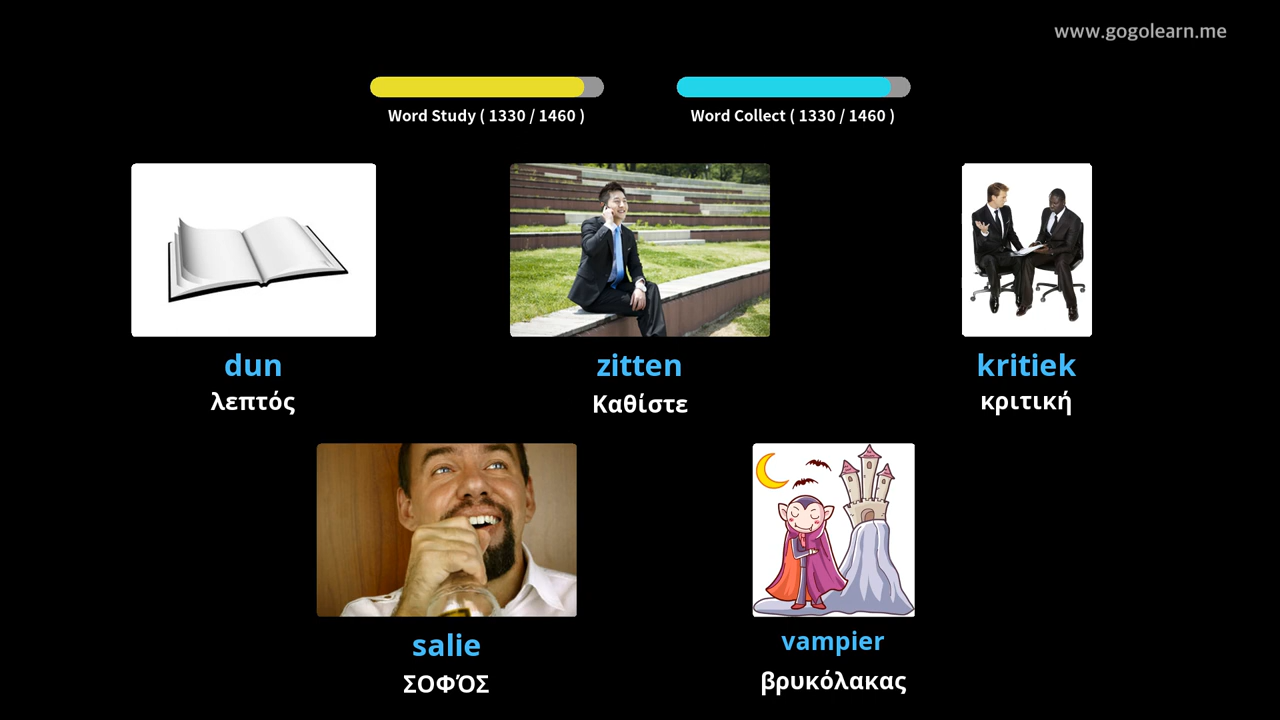 www.gogolearn.me
Word Study ( 1330 / 1460 )
Word Collect ( 1330 / 1460 )
dun
λεπτός
zitten
Καθίστε
kritiek
κριτική
salie
ΣΟΦΌΣ
vampier
βρυκόλακας